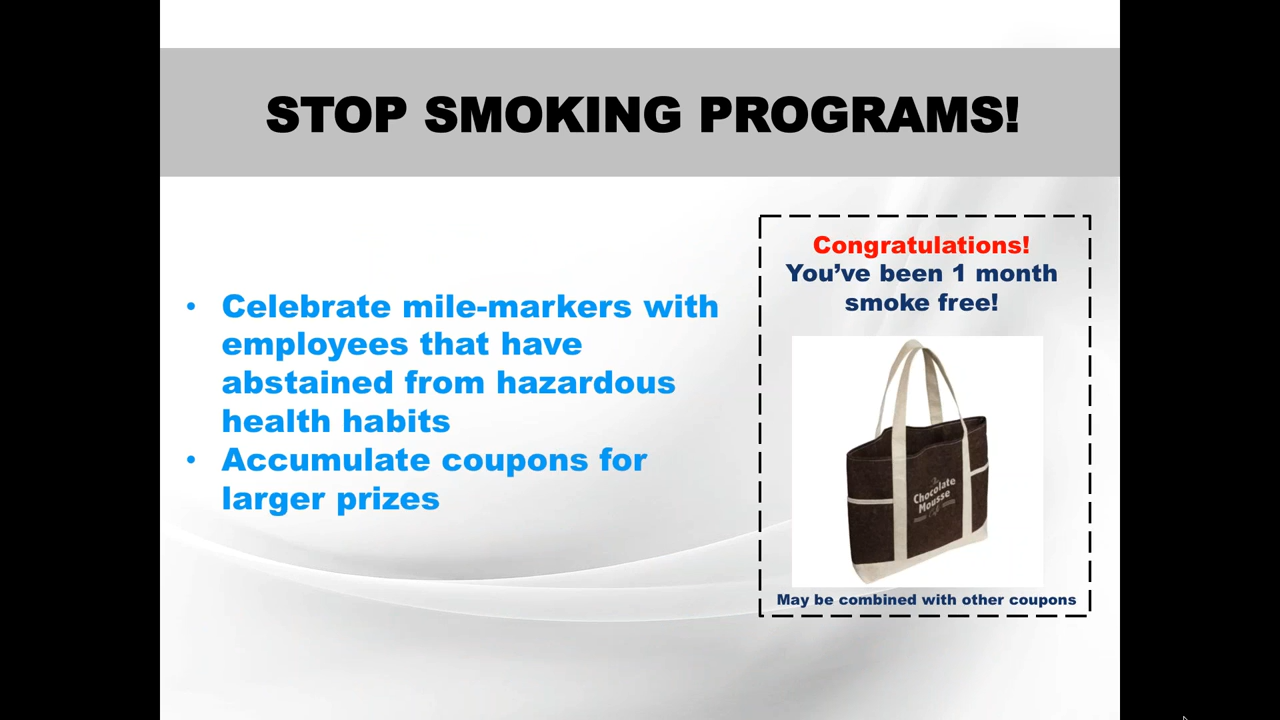 STOP SMOKING PROGRAMS!
• Celebrate mile-markers with
employees that have
abstained from hazardous
health habits
• Accumulate coupons for
larger prizes
Congratulations!
You’ve been 1 month
smoke free!
Chocolate
Mousse
May be combined with other coupons